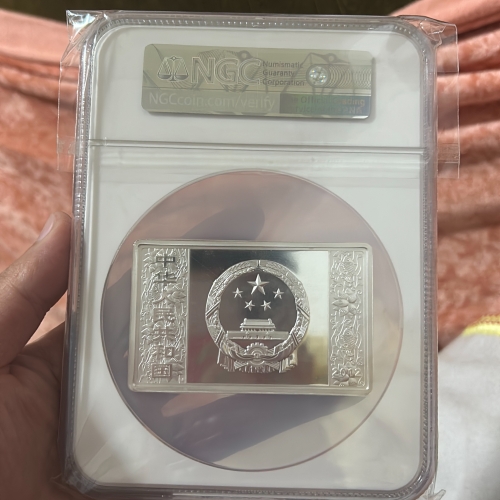 NGC
Numismatic
Guaranty
Corporation
NGCcoin.com/verify
中华人民共和国